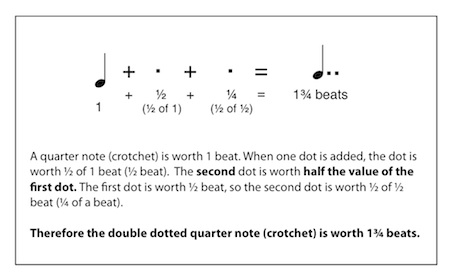 + · + · = ..
1 + ½ + ¼ = 1¾ beats
(½ of 1) (½ of ½)
A quarter note (crotchet) is worth 1 beat. When one dot is added, the dot is
worth ½ of 1 beat (½ beat). The second dot is worth half the value of the
first dot. The first dot is worth ½ beat, so the second dot is worth ½ of ½
beat (¼ of a beat).
Therefore the double dotted quarter note (crotchet) is worth 1¾ beats.